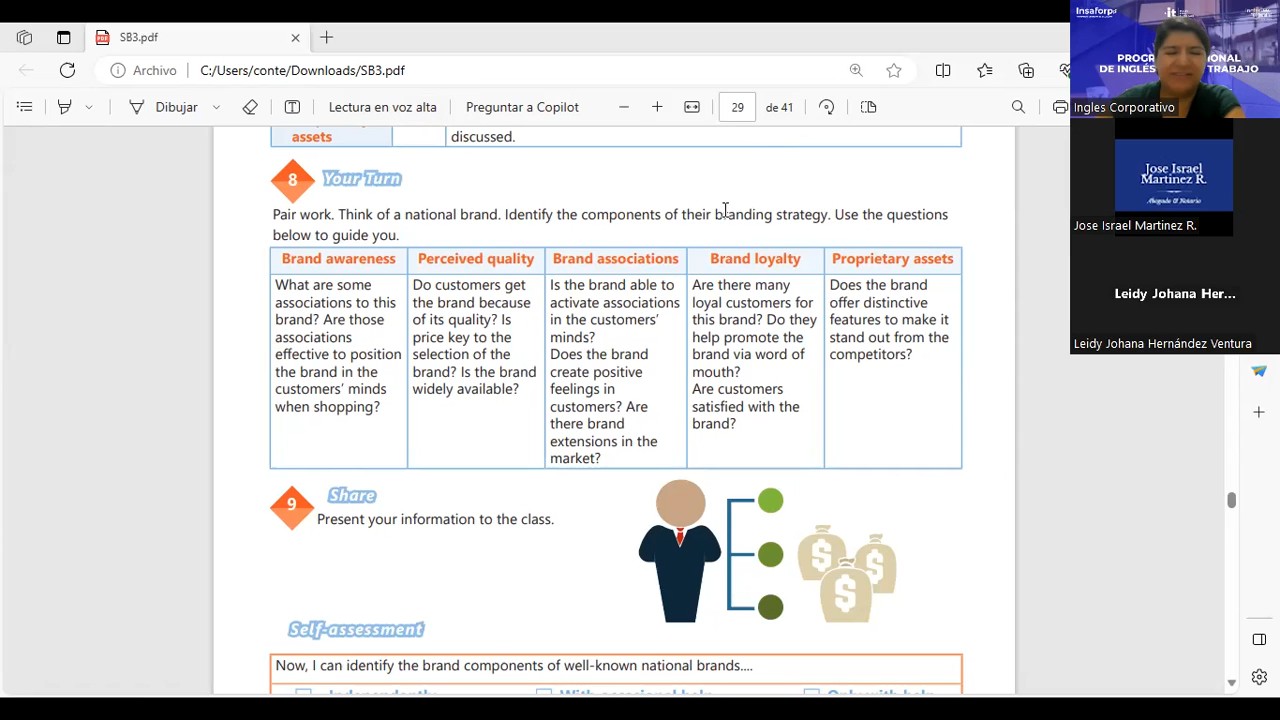 SB3.pdf
Archivo
C:/Users/conte/Downloads/SB3.pdf
Dibujar
Lectura en voz alta
Preguntar a Copilot
29
de 41
assets
discussed.
8
Your Turn
Pair work. Think of a national brand. Identify the components of their branding strategy. Use the questions
below to guide you.
Brand awareness
What are some
associations to this
brand? Are those
associations
effective to position
the brand in the
customers’ minds
when shopping?
Perceived quality
Do customers get
the brand because
of its quality? Is
price key to the
selection of the
brand? Is the brand
widely available?
Brand associations
Is the brand able to
activate associations
in the customers’
minds?
Does the brand
create positive
feelings in
customers? Are
there brand
extensions in the
market?
Brand loyalty
Are there many
loyal customers for
this brand? Do they
help promote the
brand via word of
mouth?
Are customers
satisfied with the
brand?
Proprietary assets
Does the brand
offer distinctive
features to make it
stand out from the
competitors?
9
Share
Present your information to the class.
$
$
$
Self-assessment
Now, I can identify the brand components of well-known national brands....
Independently
With occasional help
Only with help
Insaforp
Ingles Corporativo
Jose Israel
Martinez R.
Abogado & Notario
Jose Israel Martinez R.
Leidy Johana Her...
Leidy Johana Hernández Ventura